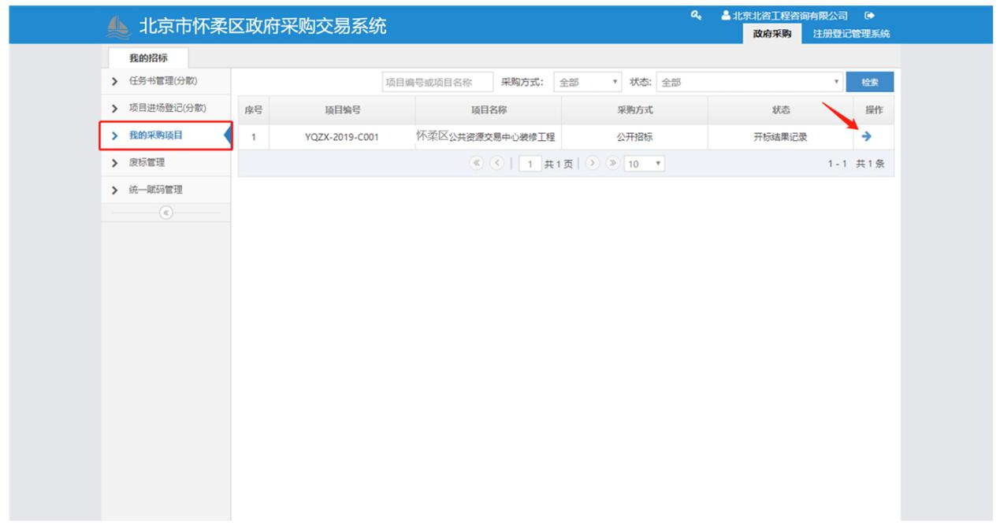 北京市怀柔区政府采购交易系统
北京北咨工程咨询有限公司
政府采购 注册登记管理系统
我的招标
任务书管理(分散)
项目进场登记(分散)
我的采购项目
废标管理
统一赋码管理
项目编号或项目名称 采购方式: 全部 状态: 全部 检索
序号 项目编号 项目名称 采购方式 状态 操作
1 YQZX-2019-C001 怀柔区公共资源交易中心装修工程 公开招标 开标结果记录
1 共 1 页 10 1 - 1 共 1 条